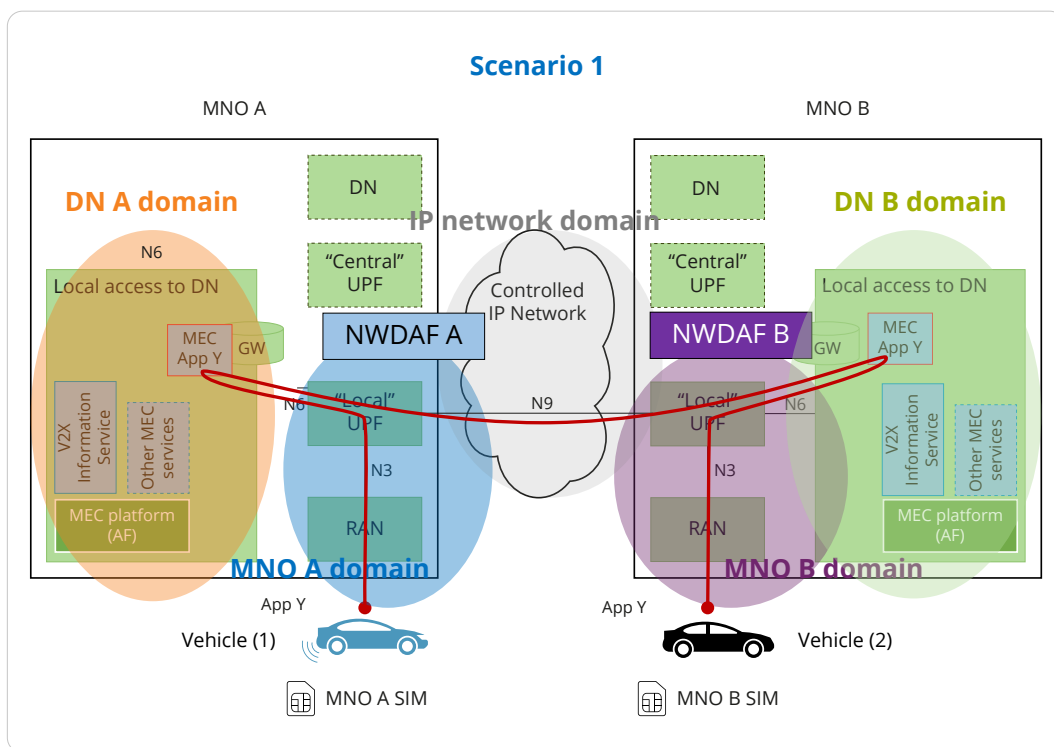 Scenario 1
MNO A
MNO B
DN A domain
DN
IP network domain
DN
DN B domain
N6
Local access to DN
“Central”
UPF
Controlled
IP Network
“Central”
UPF
Local access to DN
MEC
App Y
GW
NWDAF A
NWDAF B
GW
MEC
App Y
N6
“Local”
UPF
N9
“Local”
UPF
N6
V2X
Information
Service
Other MEC
services
N3
N3
V2X
Information
Service
Other MEC
services
MEC platform
(AF)
RAN
RAN
MEC platform
(AF)
MNO A domain
MNO B domain
App Y
App Y
Vehicle (1)
Vehicle (2)
MNO A SIM
MNO B SIM